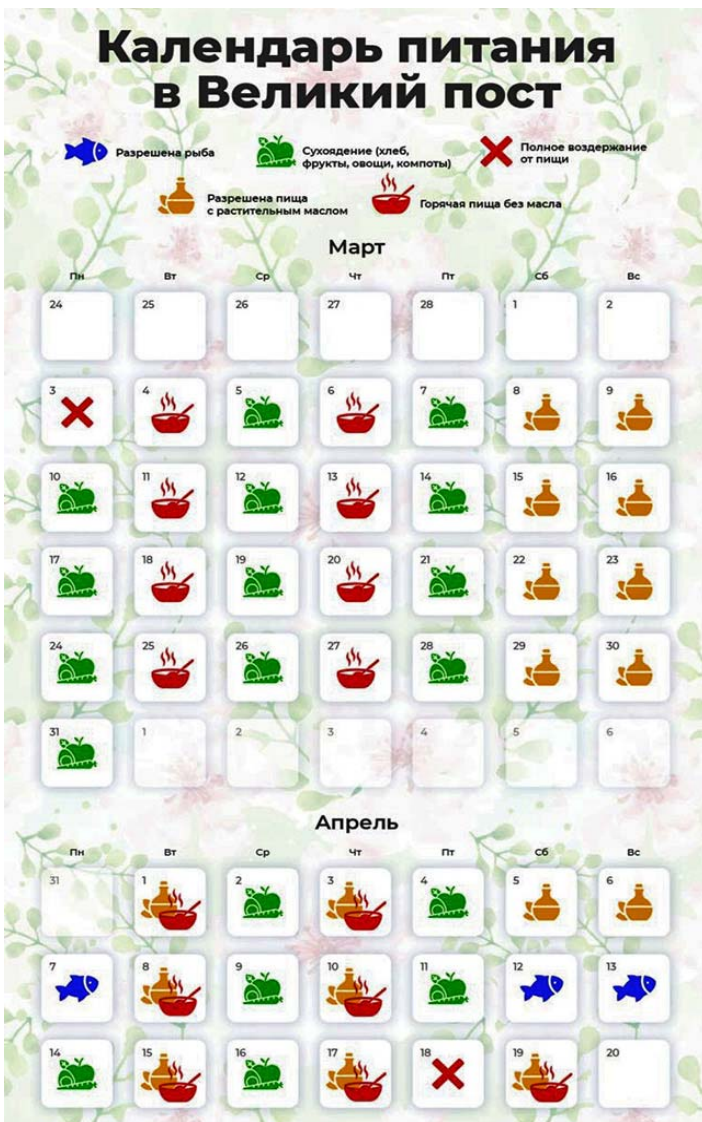 Календарь питания
в Великий пост
Разрешена рыба
Сухоядение (хлеб,
фрукты, овощи, компоты)
Полное воздержание
от пищи
Разрешена пища
с растительным маслом
Горячая пища без масла
Март
Пн Вт Ср Чт Пт Сб Вс
24 25 26 27 28 1 2
3 4 5 6 7 8 9
10 11 12 13 14 15 16
17 18 19 20 21 22 23
24 25 26 27 28 29 30
31 1 2 3 4 5 6
Апрель
Пн Вт Ср Чт Пт Сб Вс
31 1 2 3 4 5 6
7 8 9 10 11 12 13
14 15 16 17 18 19 20